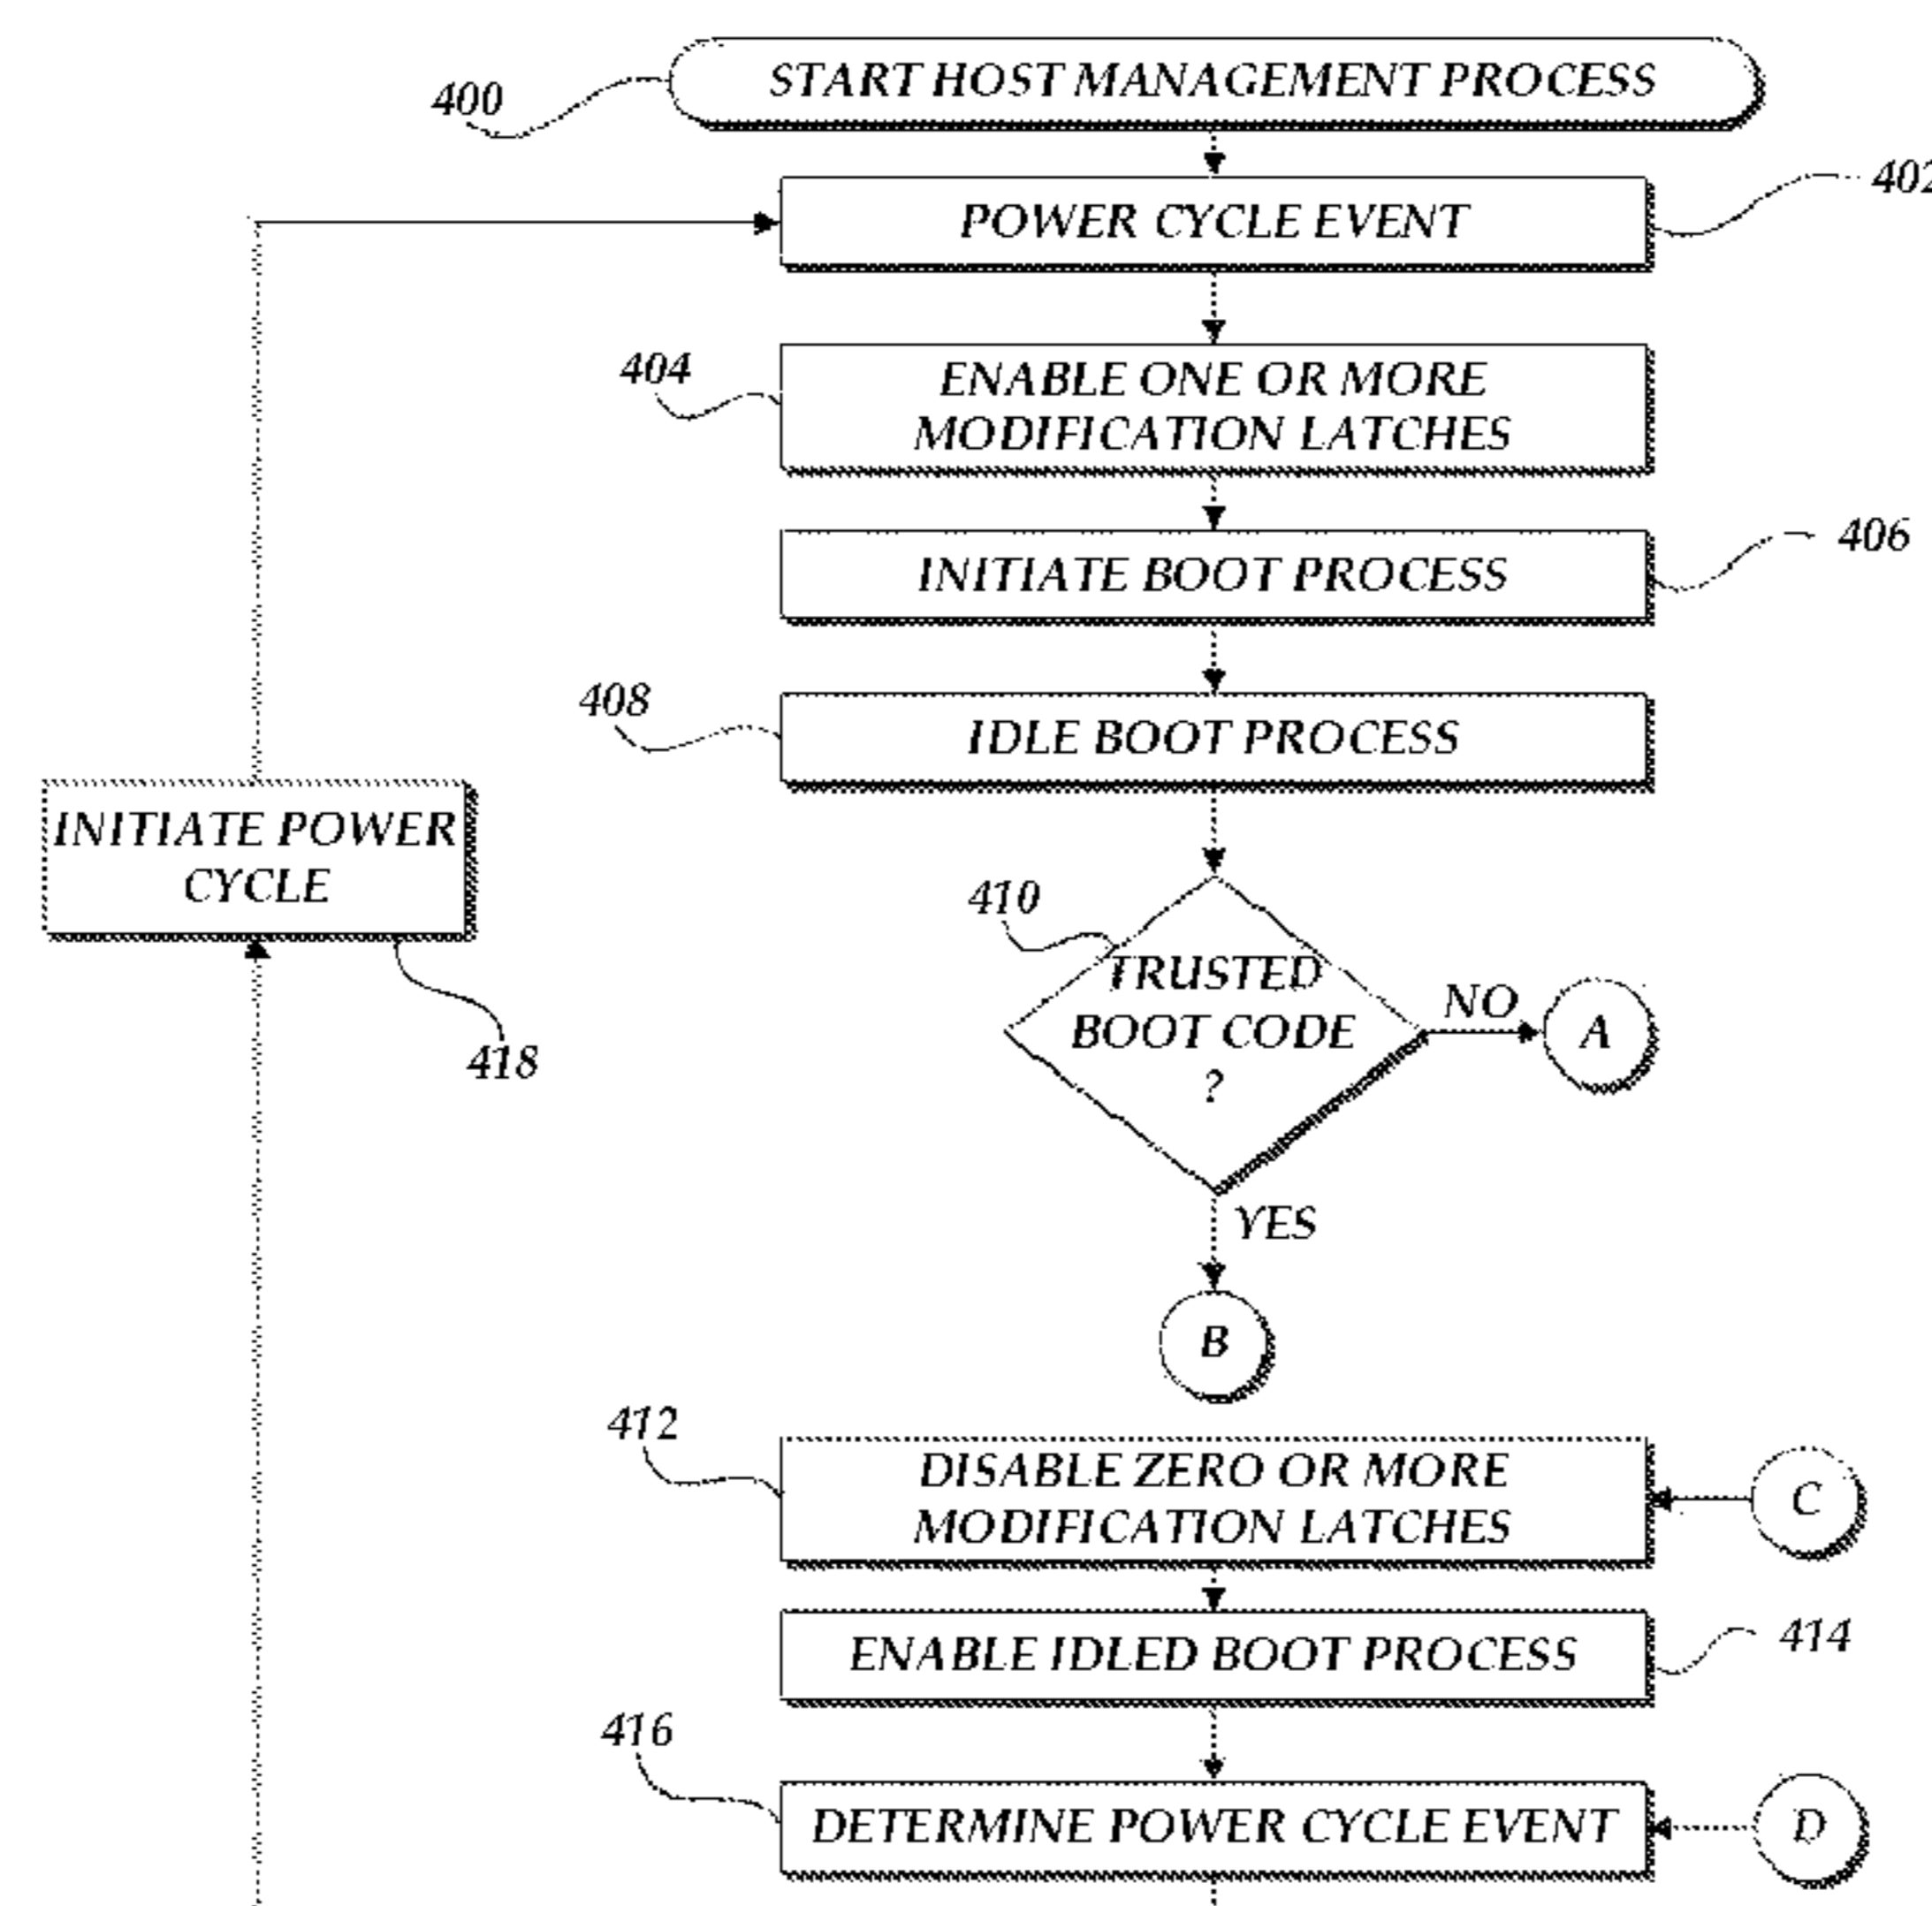 400
START HOST MANAGEMENT PROCESS
402
POWER CYCLE EVENT
404
ENABLE ONE OR MORE
MODIFICATION LATCHES
406
INITIATE BOOT PROCESS
408
IDLE BOOT PROCESS
INITIATE POWER
CYCLE
418
410
TRUSTED
BOOT CODE
?
NO
A
YES
B
412
DISABLE ZERO OR MORE
MODIFICATION LATCHES
C
ENABLE IDLED BOOT PROCESS
414
416
DETERMINE POWER CYCLE EVENT
D